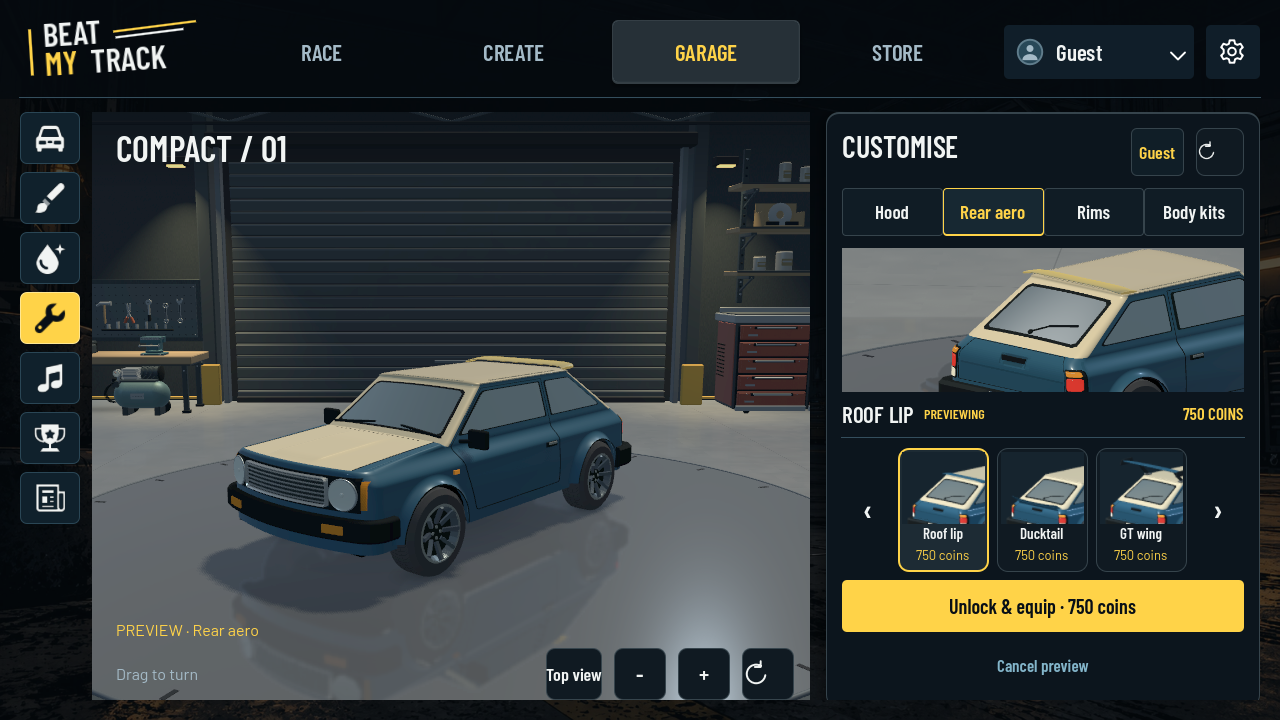 BEAT
MY TRACK
RACE
CREATE
GARAGE
STORE
Guest
COMPACT / 01
CUSTOMISE
Guest
Hood
Rear aero
Rims
Body kits
ROOF LIP PREVIEWING 750 COINS
Roof lip
750 coins
Ducktail
750 coins
GT wing
750 coins
Unlock & equip · 750 coins
Cancel preview
PREVIEW · Rear aero
Drag to turn
Top view
-
+